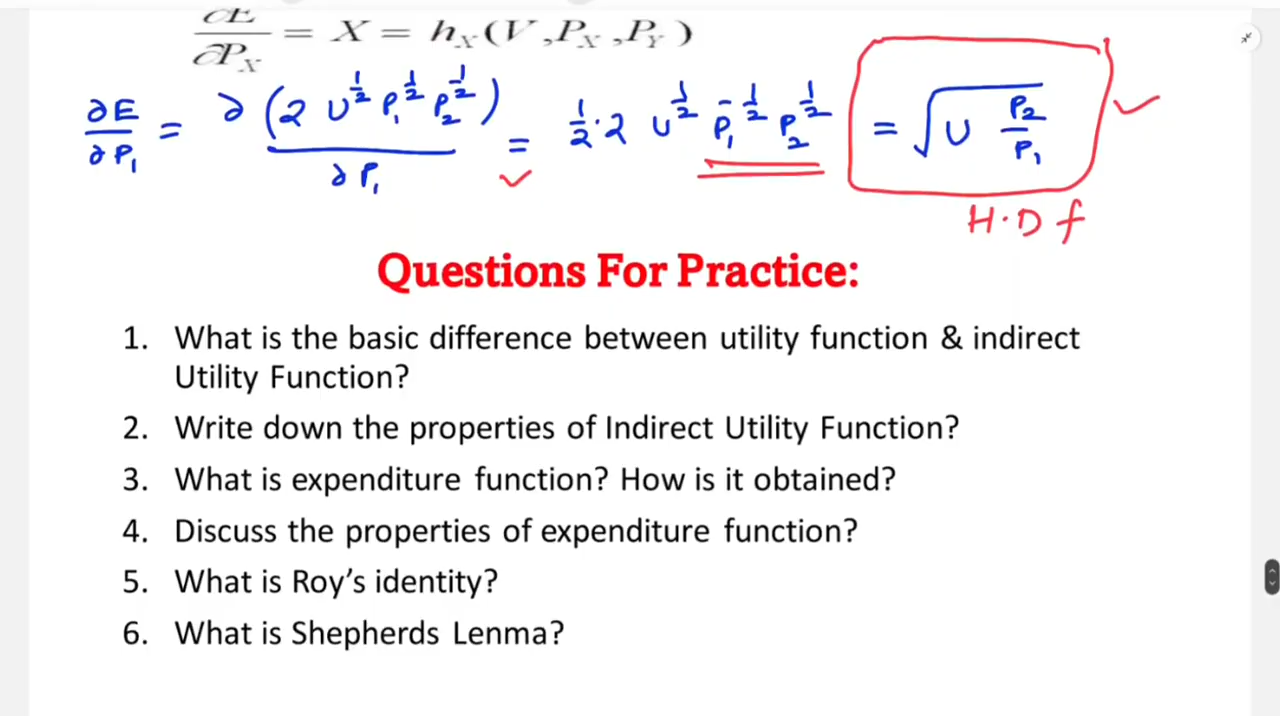 ∂E/∂P_X = X = h_X (V ,P_X ,P_Y )
∂E/∂P₁ = ∂ (2 U^½ P₁^½ P₂^½)/∂P₁ = ½·2 U^½ P₁^-½ P₂^½ = √(U P₂/P₁)
H·D f
Questions For Practice:
1. What is the basic difference between utility function & indirect
Utility Function?
2. Write down the properties of Indirect Utility Function?
3. What is expenditure function? How is it obtained?
4. Discuss the properties of expenditure function?
5. What is Roy’s identity?
6. What is Shepherds Lenma?